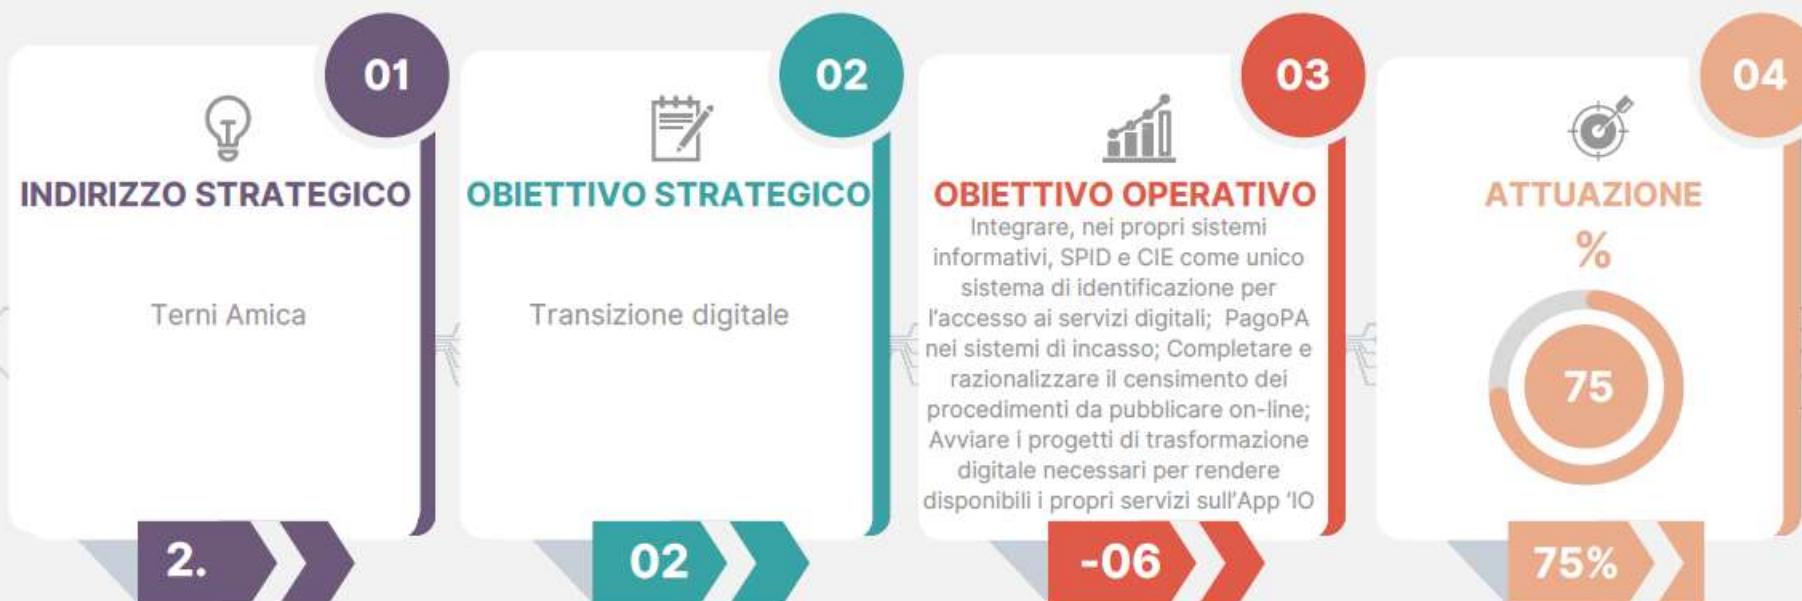 01
INDIRIZZO STRATEGICO
Terni Amica
2.
02
OBIETTIVO STRATEGICO
Transizione digitale
02
03
OBIETTIVO OPERATIVO
Integrare, nei propri sistemi
informativi, SPID e CIE come unico
sistema di identificazione per
l'accesso ai servizi digitali; PagoPA
nei sistemi di incasso; Completare e
razionalizzare il censimento dei
procedimenti da pubblicare on-line;
Avviare i progetti di trasformazione
digitale necessari per rendere
disponibili i propri servizi sull'App 'IO
-06
04
ATTUAZIONE
%
75
75%